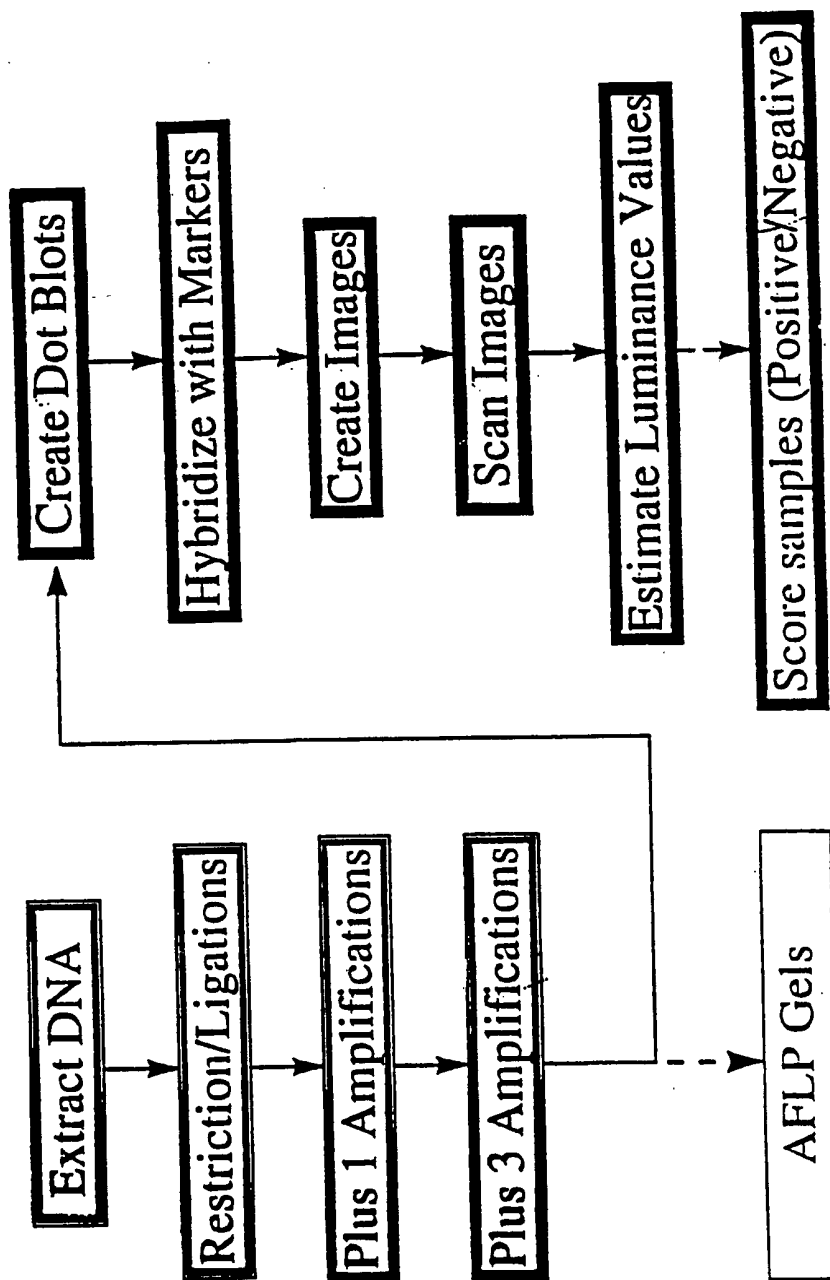 Extract DNA
Restriction/Ligations
Plus 1 Amplifications
Plus 3 Amplifications
AFLP Gels
Create Dot Blots
Hybridize with Markers
Create Images
Scan Images
Estimate Luminance Values
Score samples (Positive/Negative)